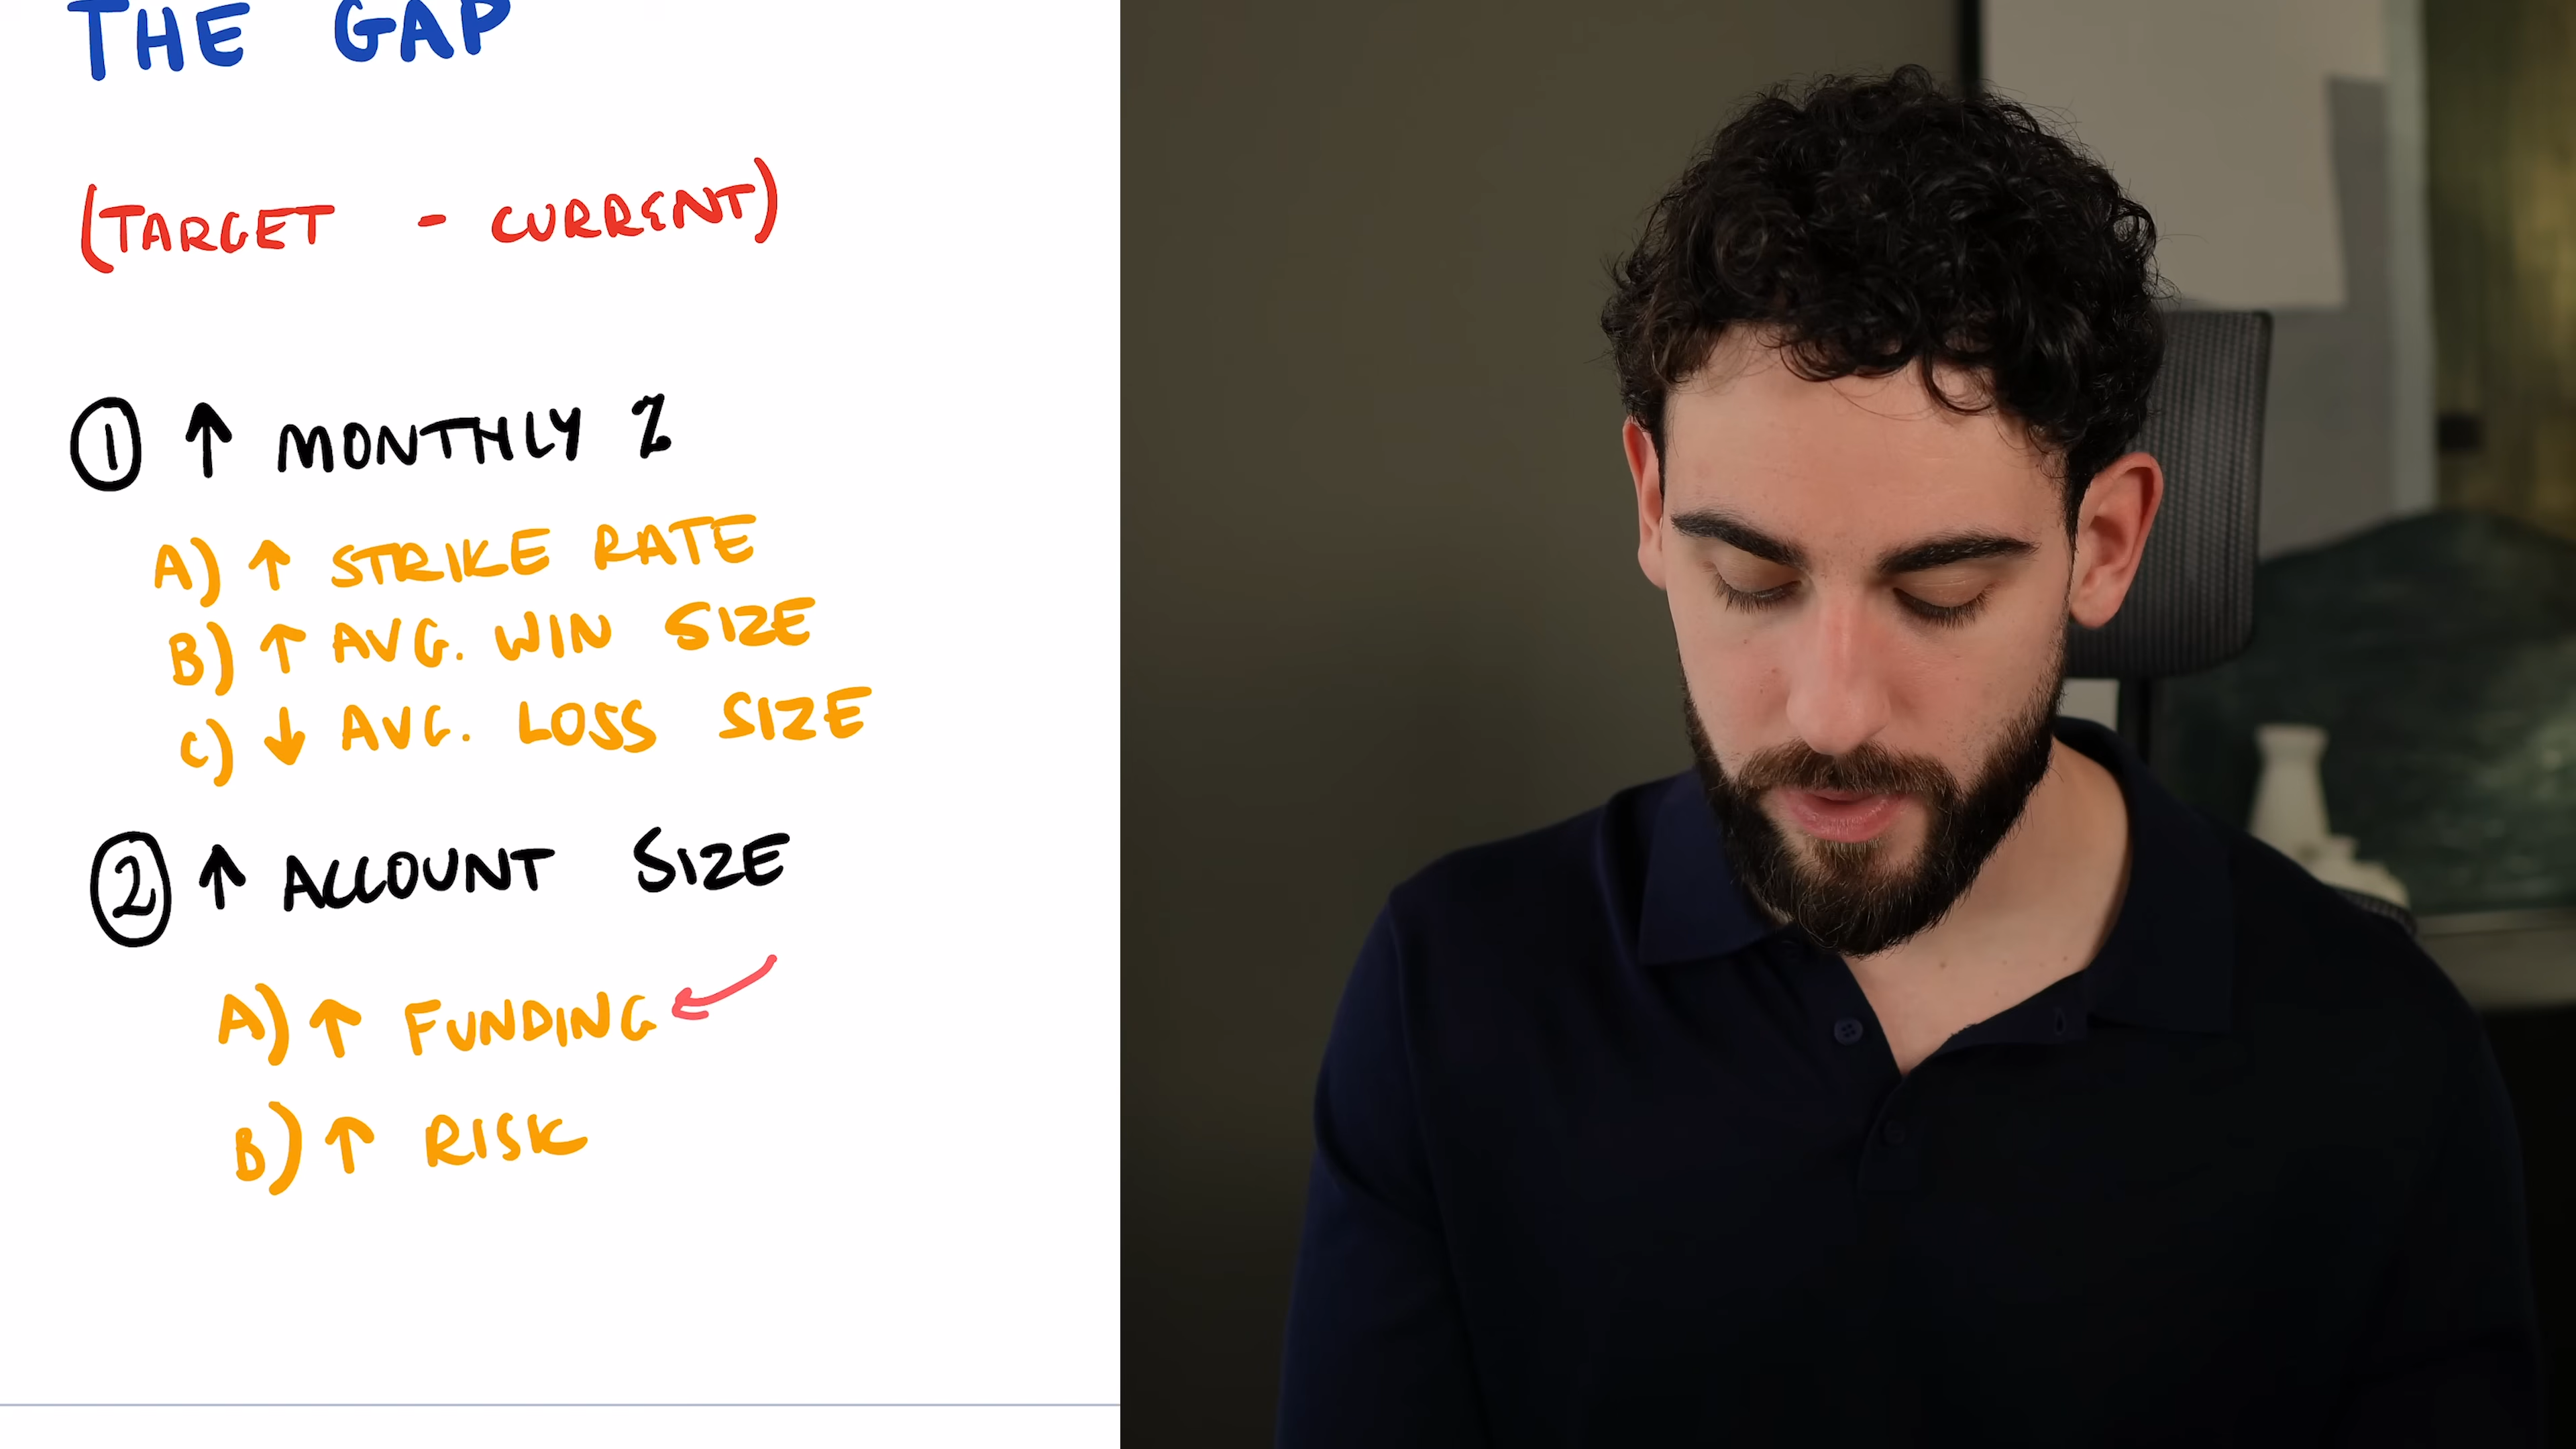 THE GAP
(TARGET - CURRENT)
① ↑ MONTHLY %
A) ↑ STRIKE RATE
B) ↑ AVG. WIN SIZE
C) ↓ AVG. LOSS SIZE
② ↑ ACCOUNT SIZE
A) ↑ FUNDING ←
B) ↑ RISK